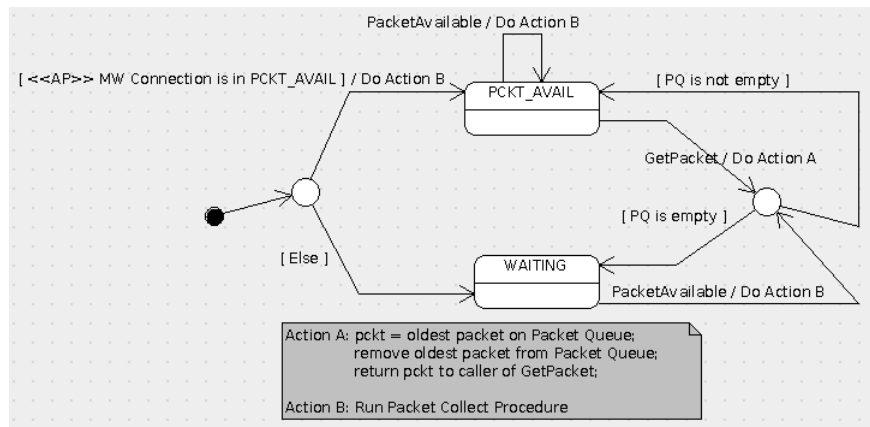 PacketAvailable / Do Action B
[ <<AP>> MW Connection is in PCKT_AVAIL ] / Do Action B
PCKT_AVAIL
[ PQ is not empty ]
GetPacket / Do Action A
[ PQ is empty ]
[ Else ]
WAITING
PacketAvailable / Do Action B
Action A: pckt = oldest packet on Packet Queue;
remove oldest packet from Packet Queue;
return pckt to caller of GetPacket;
Action B: Run Packet Collect Procedure